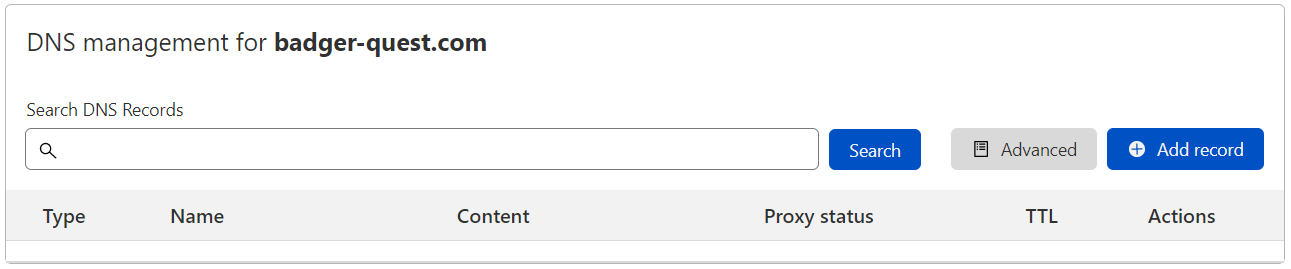 DNS management for badger-quest.com
Search DNS Records
Search Advanced Add record
Type Name Content Proxy status TTL Actions